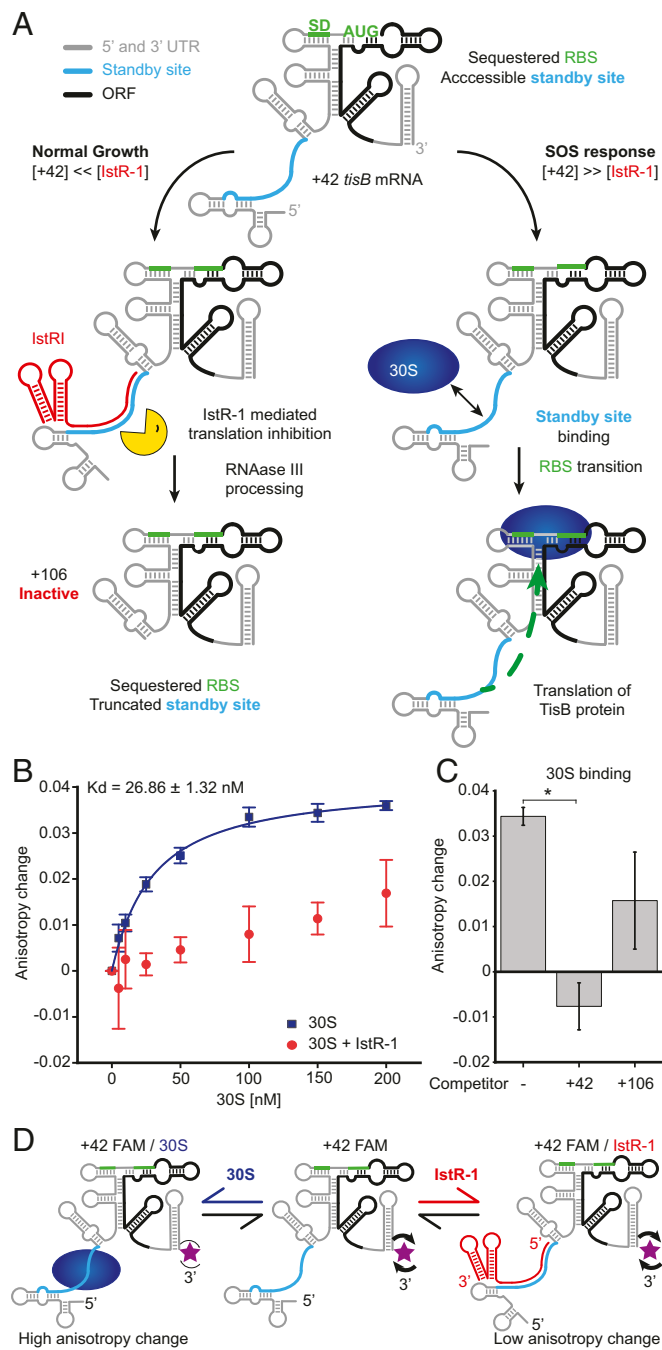 A
5' and 3' UTR
Standby site
ORF
SD
AUG
Sequestered RBS
Acccessible standby site
3'
Normal Growth
[+42] << [IstR-1]
+42 tisB mRNA
5'
SOS response
[+42] >> [IstR-1]
IstRI
IstR-1 mediated
translation inhibition
RNAase III
processing
30S
Standby site
binding
RBS transition
+106
Inactive
Sequestered RBS
Truncated standby site
Translation of
TisB protein
B
Kd = 26.86 ± 1.32 nM
Anisotropy change
0.04
0.03
0.02
0.01
0
-0.01
-0.02
0
50
100
150
200
30S [nM]
30S
30S + IstR-1
C
30S binding
*
Anisotropy change
0.04
0.03
0.02
0.01
0
-0.01
-0.02
Competitor - +42 +106
D
+42 FAM / 30S
30S
+42 FAM
IstR-1
+42 FAM / IstR-1
3'
5'
High anisotropy change
3'
5'
5'
3'
3'
5'
Low anisotropy change